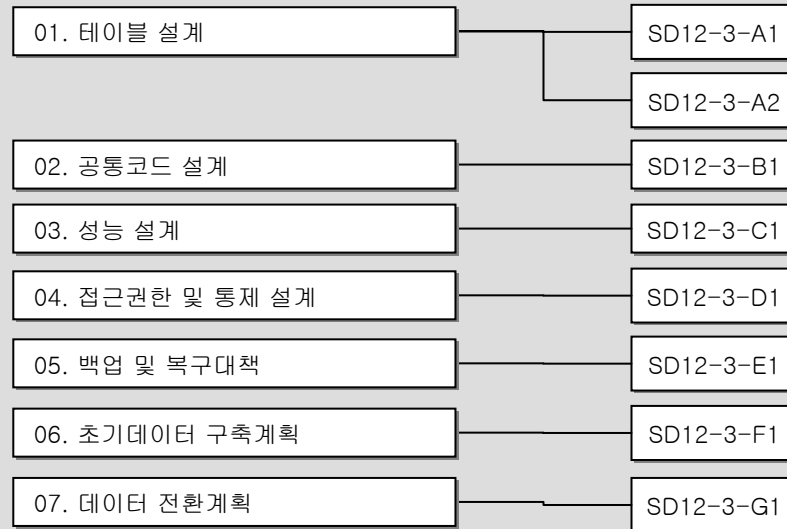 01. 테이블 설계
SD12-3-A1
SD12-3-A2
02. 공통코드 설계
SD12-3-B1
03. 성능 설계
SD12-3-C1
04. 접근권한 및 통제 설계
SD12-3-D1
05. 백업 및 복구대책
SD12-3-E1
06. 초기데이터 구축계획
SD12-3-F1
07. 데이터 전환계획
SD12-3-G1